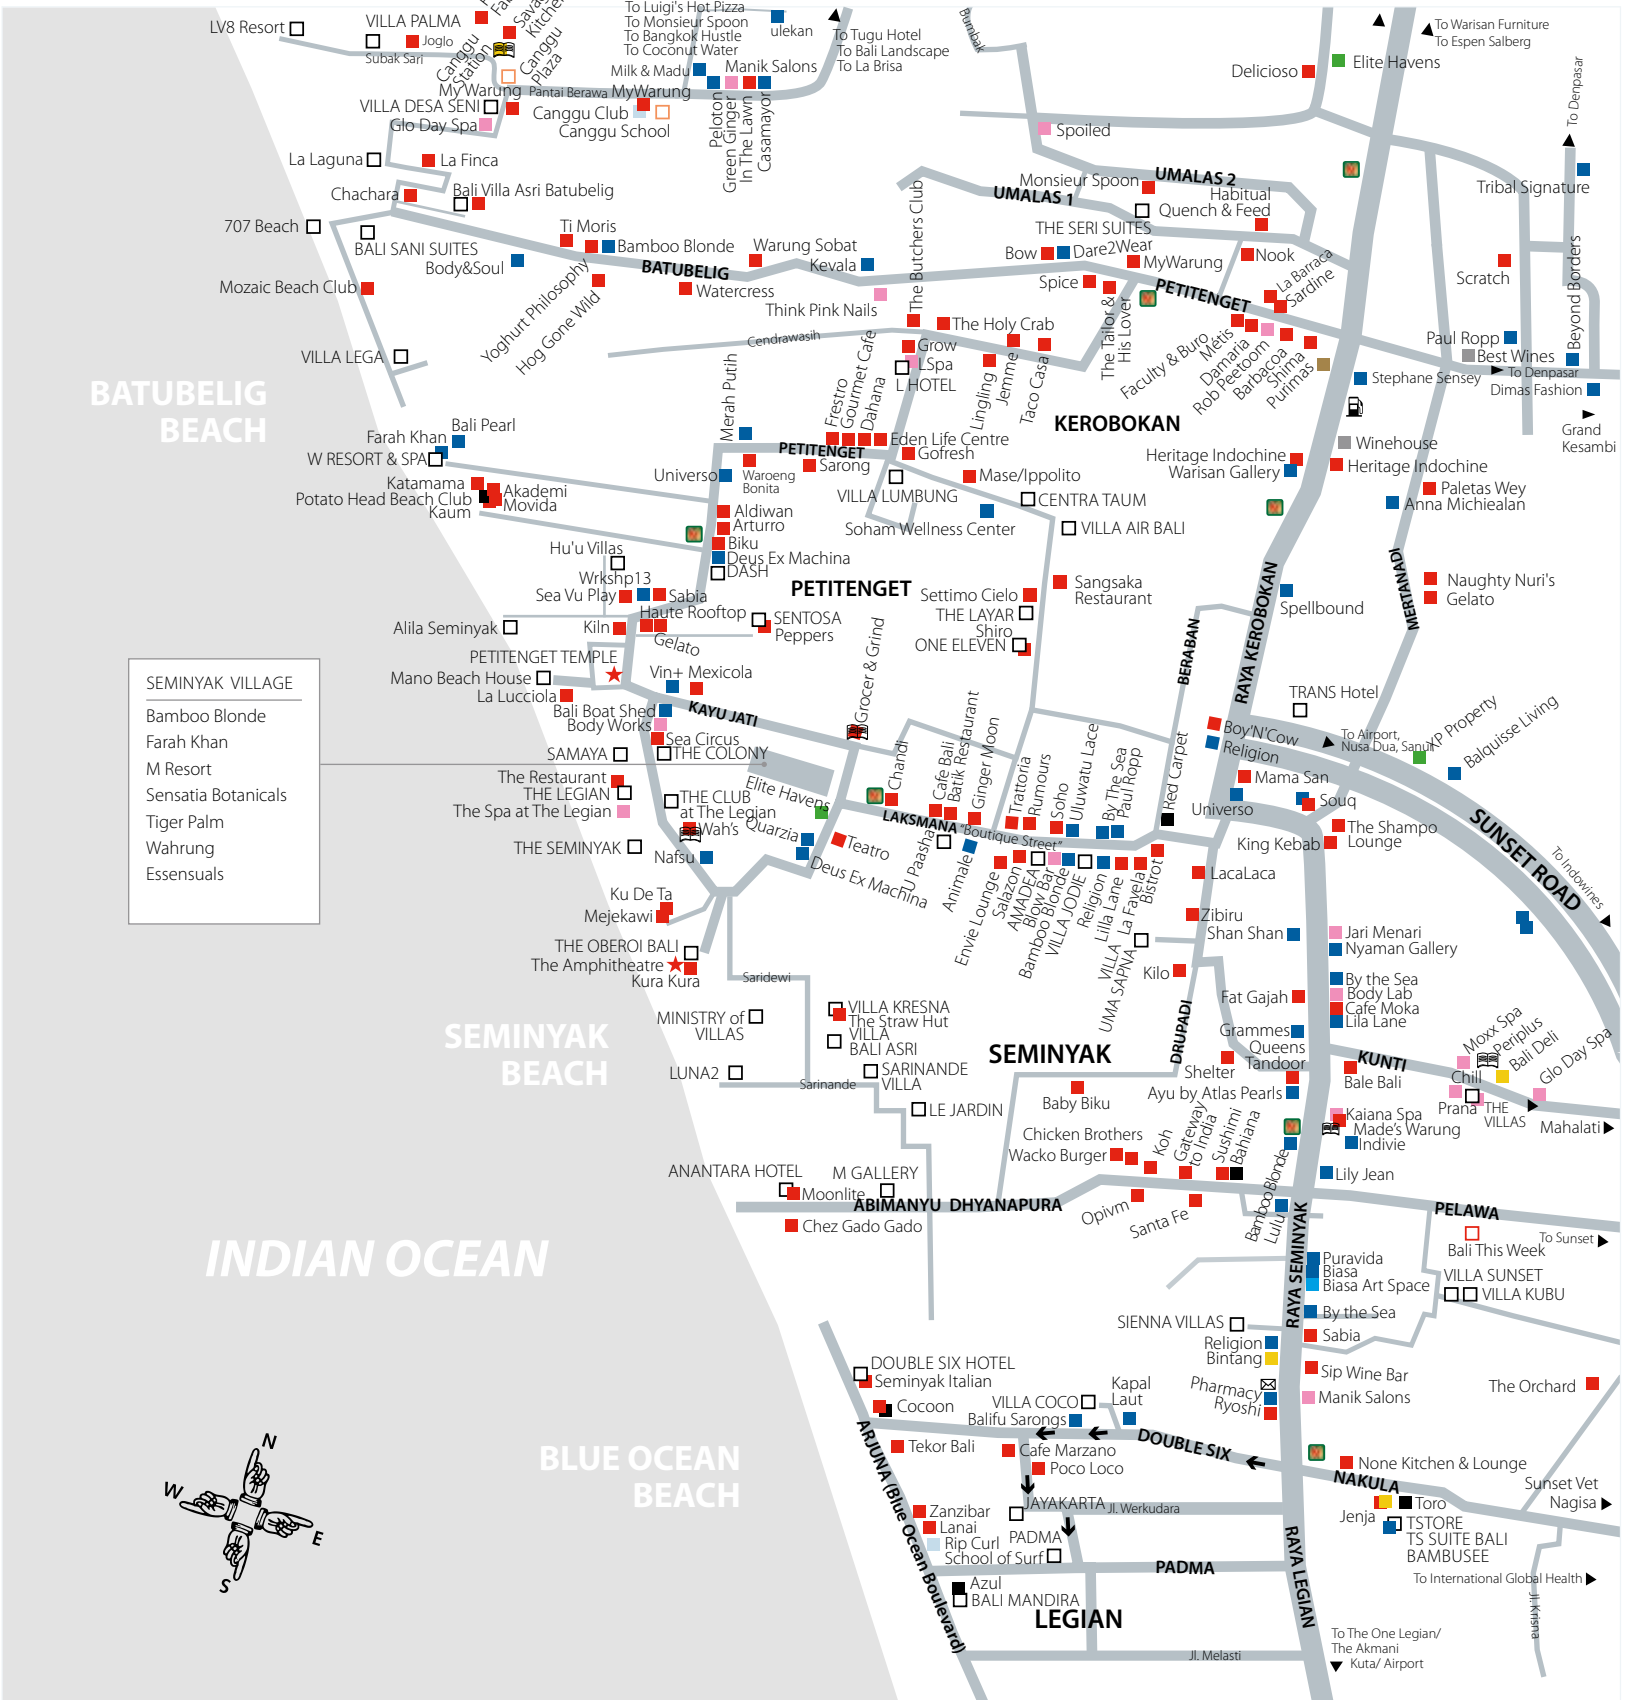 To Luigi's Hot Pizza
To Monsieur Spoon
To Bangkok Hustle
To Coconut Water
ulekan
To Tugu Hotel
To Bali Landscape
To La Brisa
Bumbak
To Warisan Furniture
To Espen Salberg
LV8 Resort
VILLA PALMA
Joglo
Subak Sari
Canggu
Station
Kitchen
Canggu
Plaza
Milk & Madu
Manik Salons
Delicioso
Elite Havens
To Denpasar
MyWarung
Pantai Berawa
MyWarung
VILLA DESA SENI
Canggu Club
Canggu School
Glo Day Spa
Peloton
Green Ginger
In The Lawn
Casamayor
Spoiled
La Laguna
La Finca
Chachara
Bali Villa Asri Batubelig
Monsieur Spoon
UMALAS 2
UMALAS 1
Habitual
Quench & Feed
Tribal Signature
707 Beach
BALI SANI SUITES
Body&Soul
Ti Moris
Bamboo Blonde
Warung Sobat
Kevala
The Butchers Club
THE SERI SUITES
Bow
Dare2Wear
MyWarung
Nook
La Barraca
Sardine
Scratch
Beyond Borders
Mozaic Beach Club
Yoghurt Philosophy
Hog Gone Wild
BATUBELIG
Watercress
Think Pink Nails
Spice
The Tailor &
His Lover
PETITENGET
Cendrawasih
The Holy Crab
Grow
LSpa
L HOTEL
Lingling
Jemme
Taco Casa
Faculty & Buro
Métis
Damaria
Rob Peetoom
Barbacoa
Shima
Purimas
Paul Ropp
Best Wines
To Denpasar
Stephane Sensey
Dimas Fashion
Grand
Kesambi
VILLA LEGA
BATUBELIG
BEACH
Merah Putih
Frestro
Gourmet Cafe
Dahana
KEROBOKAN
Farah Khan
Bali Pearl
W RESORT & SPA
PETITENGET
Eden Life Centre
Gofresh
Winehouse
Katamama
Potato Head Beach Club
Kaum
Akademi
Movida
Universo
Waroeng
Bonita
Sarong
Mase/Ippolito
VILLA LUMBUNG
CENTRA TAUM
Soham Wellness Center
VILLA AIR BALI
Heritage Indochine
Warisan Gallery
Heritage Indochine
Paletas Wey
Anna Michiealan
Aldiwan
Arturro
Biku
Deus Ex Machina
DASH
Hu'u Villas
Wrkshp13
Sea Vu Play
Sabia
Haute Rooftop
PETITENGET
Settimo Cielo
THE LAYAR
Shiro
ONE ELEVEN
Sangsaka
Restaurant
RAYA KEROBOKAN
Spellbound
MERTANADI
Naughty Nuri's
Gelato
Alila Seminyak
Kiln
Gelato
SENTOSA
Peppers
BERABAN
PETITENGET TEMPLE
Mano Beach House
La Lucciola
Vin+ Mexicola
Bali Boat Shed
Body Works
KAYU JATI
Grocer & Grind
TRANS Hotel
Boy'N'Cow
Religion
To Airport,
Nusa Dua, Sanur
XP Property
Balquisse Living
SEMINYAK VILLAGE
Bamboo Blonde
Farah Khan
M Resort
Sensatia Botanicals
Tiger Palm
Wahrung
Essensuals
Sea Circus
SAMAYA
THE COLONY
The Restaurant
THE LEGIAN
The Spa at The Legian
THE CLUB
at The Legian
Wah's
THE SEMINYAK
Nafsu
Elite Havens
Quarzia
Teatro
Deus Ex Machina
Chandi
Cafe Bali
Batik Restaurant
Ginger Moon
Trattoria
Rumours
Soho
Uluwatu Lace
By The Sea
Paul Ropp
Red Carpet
LAKSMANA
"Boutique Street"
U Paasha
Animale
Envie Lounge
Salazon
AMADEA
Blow Bar
Bamboo Blonde
VILLA JODIE
Religion
Lilla Lane
La Favela
Bistrot
VILLA
UMA SAPNA
Mama San
Universo
Souq
King Kebab
The Shampo
Lounge
SUNSET ROAD
To Indowines
LacaLaca
Zibiru
Shan Shan
Kilo
Jari Menari
Nyaman Gallery
By the Sea
Body Lab
Cafe Moka
Lila Lane
Fat Gajah
Grammes
Queens
Tandoor
Ku De Ta
Mejekawi
THE OBEROI BALI
The Amphitheatre
Kura Kura
Saridewi
MINISTRY of
VILLAS
VILLA KRESNA
The Straw Hut
VILLA
BALI ASRI
LUNA2
SARINANDE
VILLA
Sarinande
LE JARDIN
SEMINYAK
BEACH
SEMINYAK
DRUPADI
Shelter
Ayu by Atlas Pearls
Baby Biku
KUNTI
Bale Bali
Moxx Spa
Periplus
Bali Deli
Glo Day Spa
Chill
Prana
THE
VILLAS
Mahalati
Kaiana Spa
Made's Warung
Indivie
Chicken Brothers
Wacko Burger
Koh
Gateway
to India
Sushimi
Bahiana
Bamboo Blonde
Lulu
Lily Jean
ANANTARA HOTEL
Moonlite
M GALLERY
ABIMANYU DHYANAPURA
Chez Gado Gado
Opivm
Santa Fe
PELAWA
Bali This Week
To Sunset
INDIAN OCEAN
RAYA SEMINYAK
Puravida
Biasa
Biasa Art Space
By the Sea
Sabia
VILLA SUNSET
VILLA KUBU
SIENNA VILLAS
Religion
Bintang
Sip Wine Bar
Pharmacy
Ryoshi
Manik Salons
The Orchard
DOUBLE SIX HOTEL
Seminyak Italian
Cocoon
VILLA COCO
Kapal
Laut
Balifu Sarongs
DOUBLE SIX
Tekor Bali
Cafe Marzano
Poco Loco
ARJUNA (Blue Ocean Boulevard)
BLUE OCEAN
BEACH
None Kitchen & Lounge
NAKULA
Sunset Vet
Nagisa
Toro
Jenja
TSTORE
TS SUITE BALI
BAMBUSEE
Zanzibar
Lanai
Rip Curl
School of Surf
JAYAKARTA
Jl. Werkudara
PADMA
PADMA
Azul
BALI MANDIRA
LEGIAN
RAYA LEGIAN
To International Global Health
Jl. Krisna
To The One Legian/
The Akmani
Kuta/ Airport
Jl. Melasti
N
W
E
S